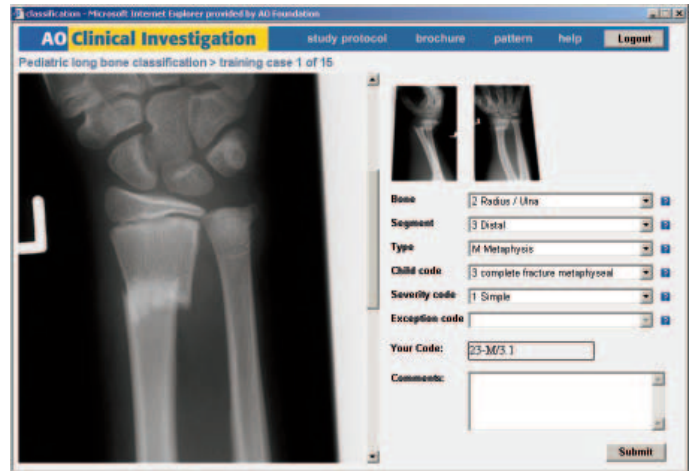 classification - Microsoft Internet Explorer provided by AO Foundation
AO Clinical Investigation study protocol brochure pattern help Logout
Pediatric long bone classification > training case 1 of 15
L
Bone 2 Radius / Ulna
Segment 3 Distal
Type M Metaphysis
Child code 3 complete fracture metaphyseal
Severity code 1 Simple
Exception code
Your Code: 23-M/3.1
Comments:
Submit